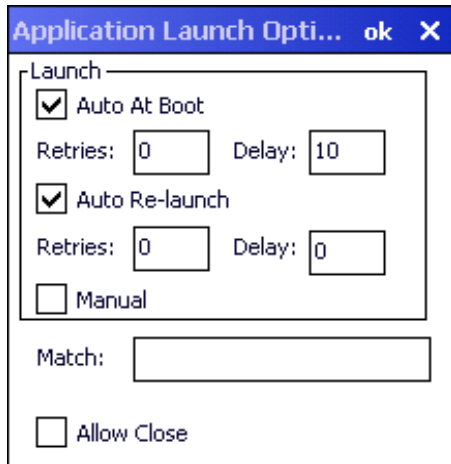 Application Launch Opti... ok
Launch
Auto At Boot
Retries: 0 Delay: 10
Auto Re-launch
Retries: 0 Delay: 0
Manual
Match:
Allow Close